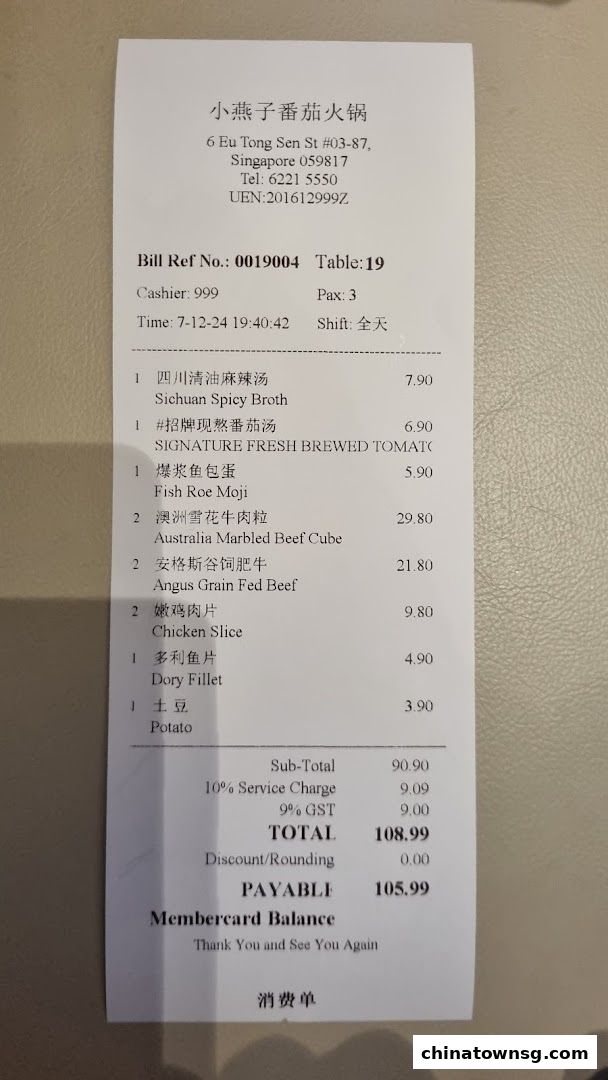 小燕子番茄火锅
6 Eu Tong Sen St #03-87,
Singapore 059817
Tel: 6221 5550
UEN:201612999Z
Bill Ref No.: 0019004 Table:19
Cashier: 999 Pax: 3
Time: 7-12-24 19:40:42 Shift: 全天
1 四川清油麻辣汤 7.90
Sichuan Spicy Broth
1 #招牌现熬番茄汤 6.90
SIGNATURE FRESH BREWED TOMATO
1 爆浆鱼包蛋 5.90
Fish Roe Moji
2 澳洲雪花牛肉粒 29.80
Australia Marbled Beef Cube
2 安格斯谷饲肥牛 21.80
Angus Grain Fed Beef
2 嫩鸡肉片 9.80
Chicken Slice
1 多利鱼片 4.90
Dory Fillet
1 土豆 3.90
Potato
Sub-Total 90.90
10% Service Charge 9.09
9% GST 9.00
TOTAL 108.99
Discount/Rounding 0.00
PAYABLE 105.99
Membercard Balance
Thank You and See You Again
消费单
chinatownsg.com